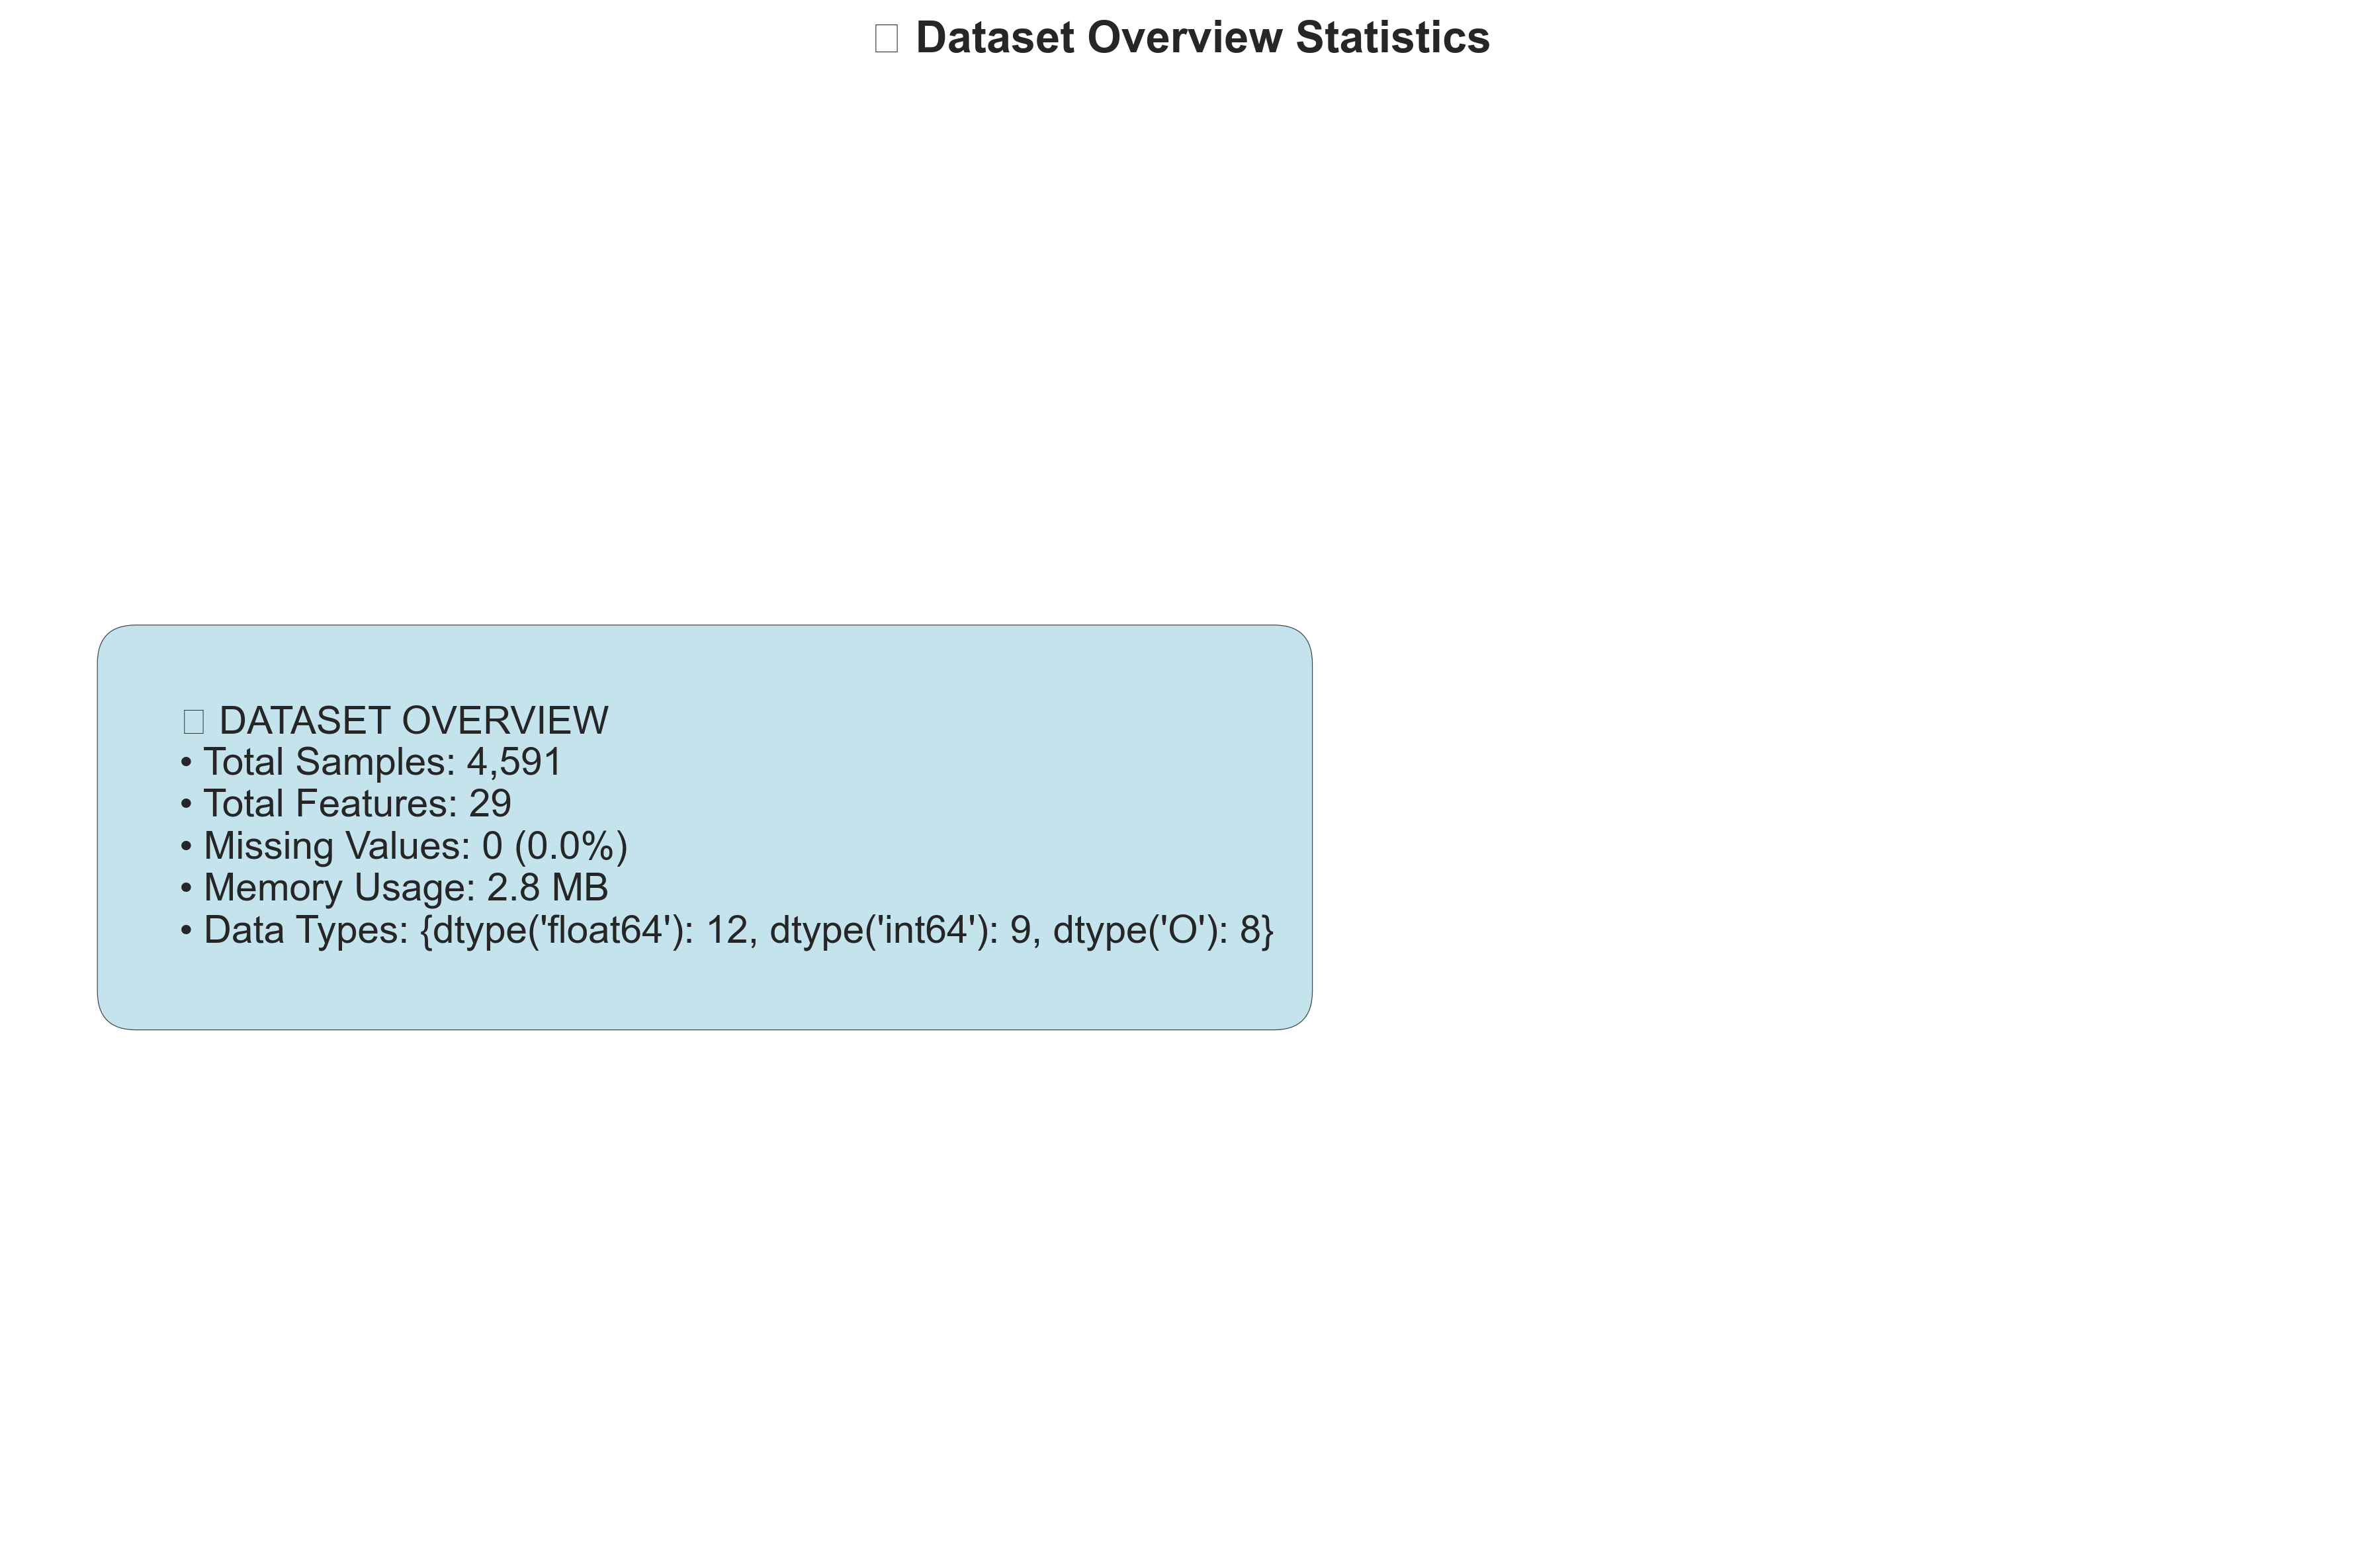 Dataset Overview Statistics
DATASET OVERVIEW
• Total Samples: 4,591
• Total Features: 29
• Missing Values: 0 (0.0%)
• Memory Usage: 2.8 MB
• Data Types: {dtype('float64'): 12, dtype('int64'): 9, dtype('O'): 8}